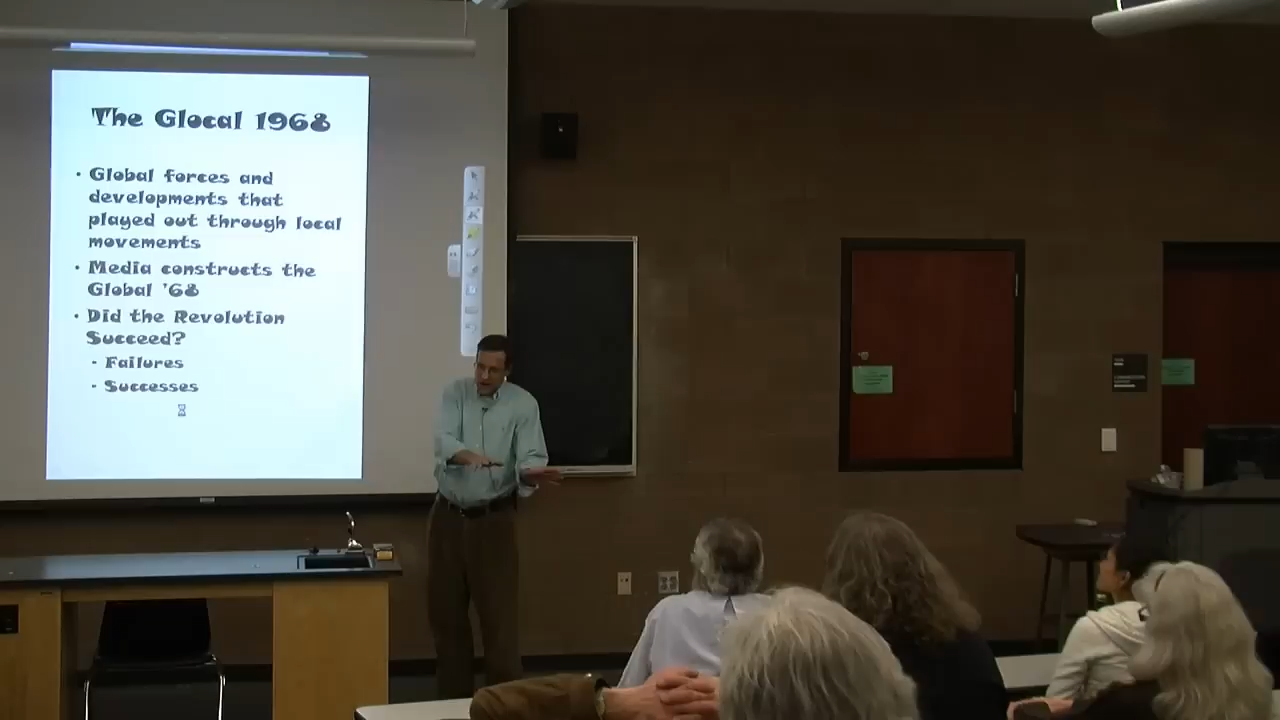 The Glocal 1968
• Global forces and
developments that
played out through local
movements
• Media constructs the
Global '68
• Did the Revolution
Succeed?
- Failures
- Successes